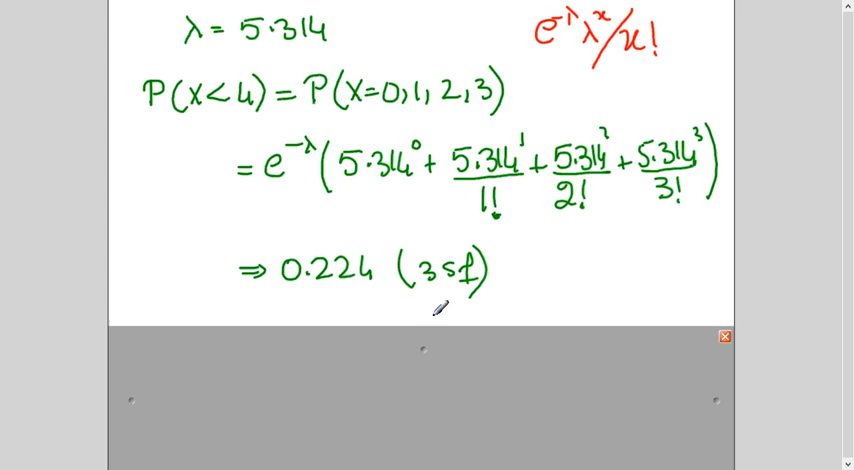 λ = 5.314
e^-λ λ^x / x!
P(X<4) = P(X=0,1,2,3)
= e^-λ (5.314^0 + 5.314^1/1! + 5.314^2/2! + 5.314^3/3!)
⇒ 0.224 (3 sf)